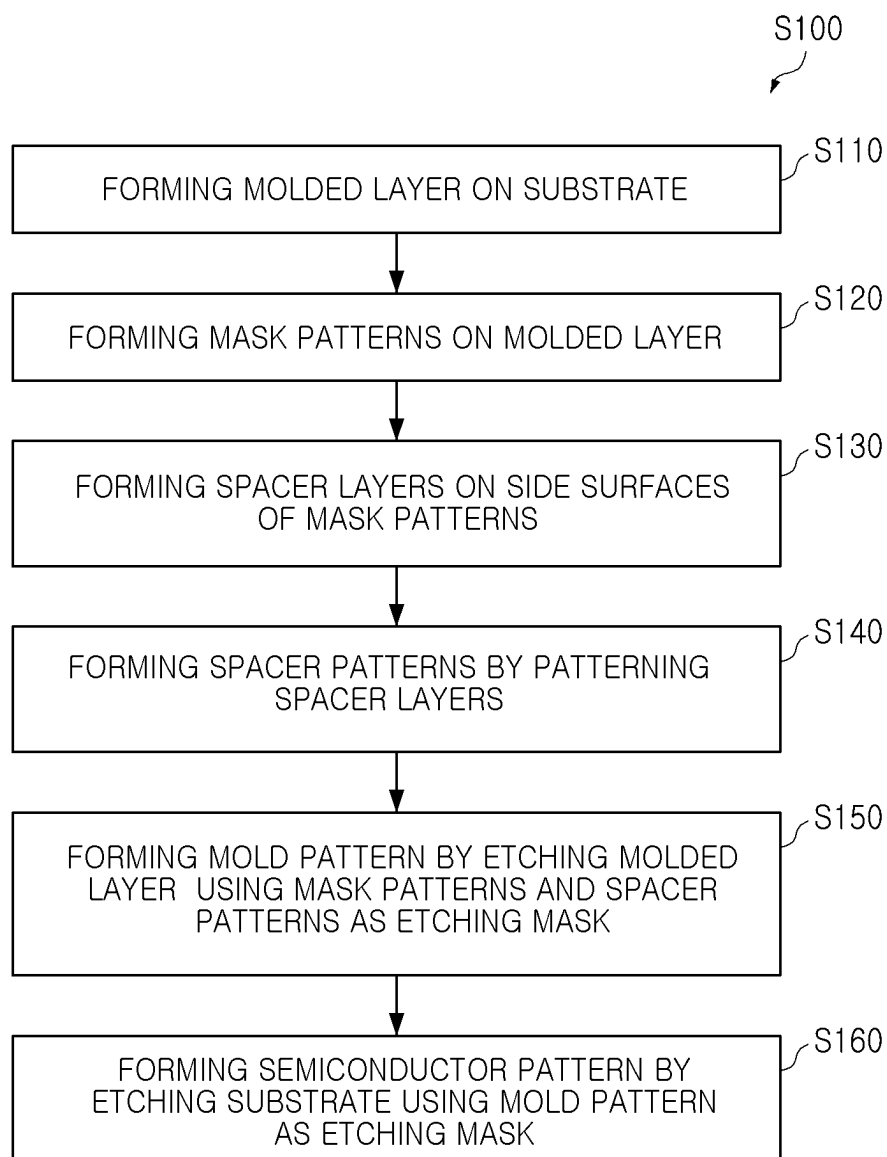 S100
S110
FORMING MOLDED LAYER ON SUBSTRATE
S120
FORMING MASK PATTERNS ON MOLDED LAYER
S130
FORMING SPACER LAYERS ON SIDE SURFACES
OF MASK PATTERNS
S140
FORMING SPACER PATTERNS BY PATTERNING
SPACER LAYERS
S150
FORMING MOLD PATTERN BY ETCHING MOLDED
LAYER USING MASK PATTERNS AND SPACER
PATTERNS AS ETCHING MASK
S160
FORMING SEMICONDUCTOR PATTERN BY
ETCHING SUBSTRATE USING MOLD PATTERN
AS ETCHING MASK